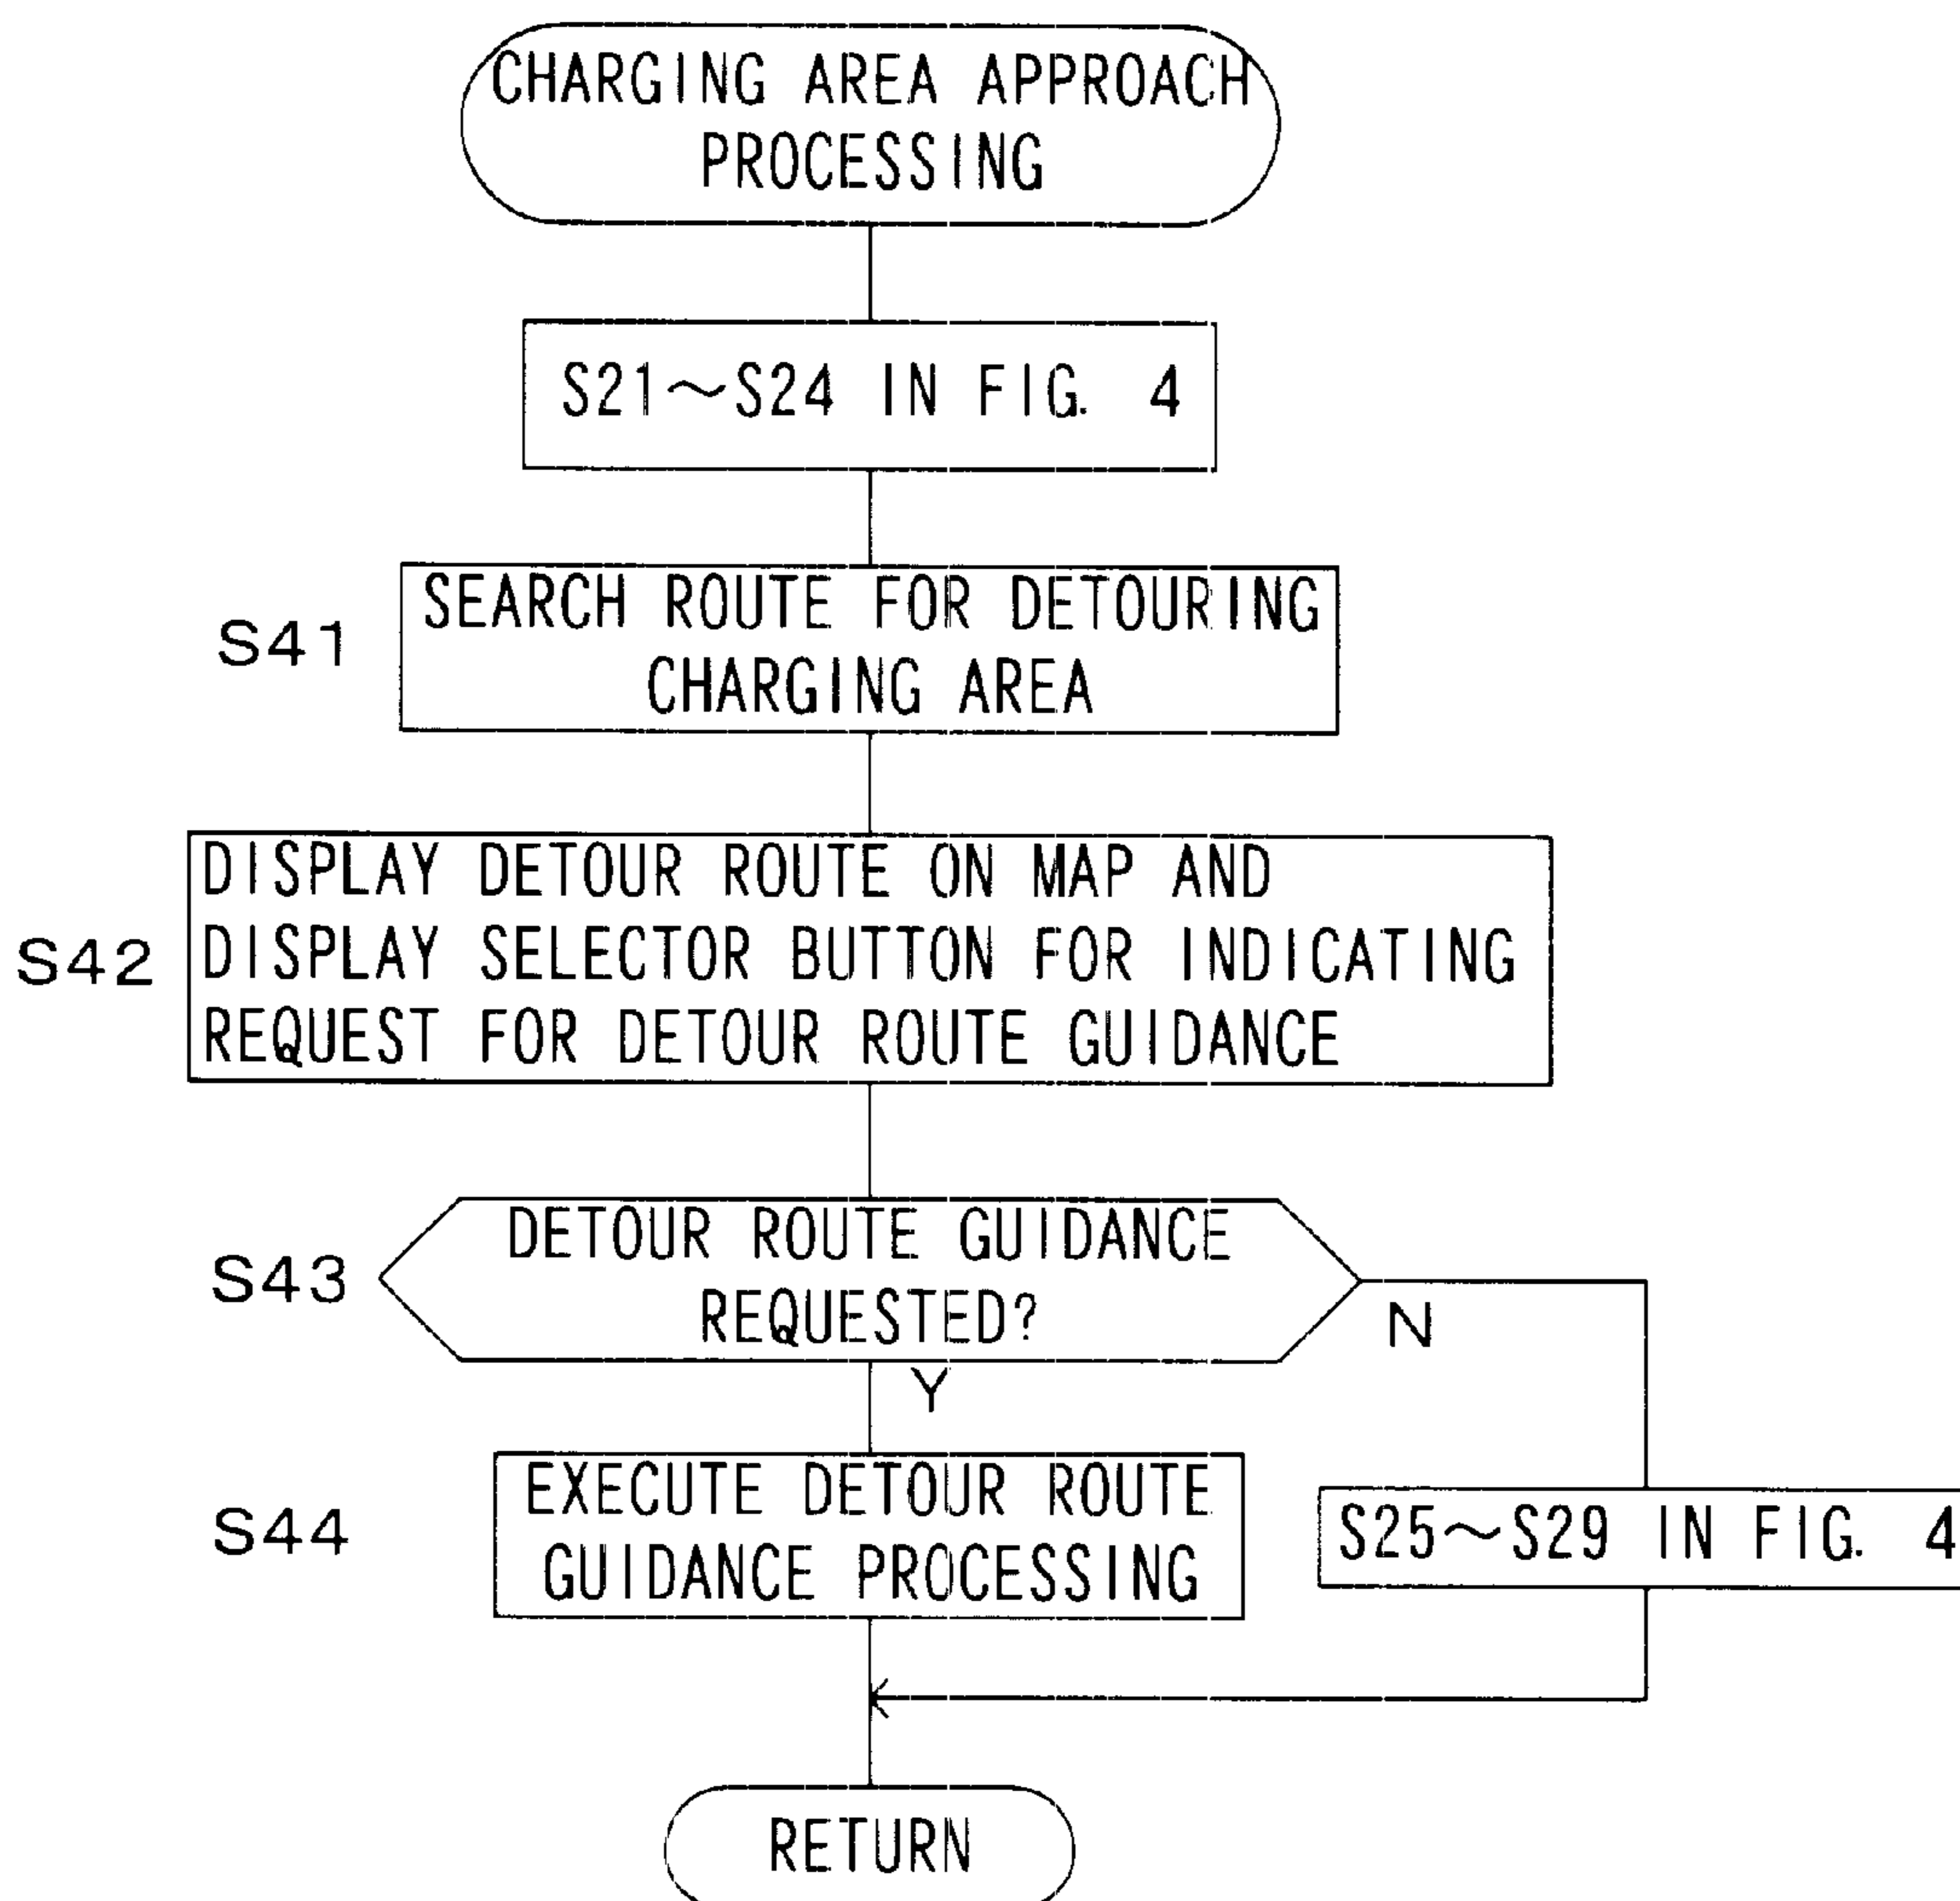 CHARGING AREA APPROACH
PROCESSING
S21～S24 IN FIG. 4
S41
SEARCH ROUTE FOR DETOURING
CHARGING AREA
S42
DISPLAY DETOUR ROUTE ON MAP AND
DISPLAY SELECTOR BUTTON FOR INDICATING
REQUEST FOR DETOUR ROUTE GUIDANCE
S43
DETOUR ROUTE GUIDANCE
REQUESTED?
N
Y
S44
EXECUTE DETOUR ROUTE
GUIDANCE PROCESSING
S25～S29 IN FIG. 4
RETURN